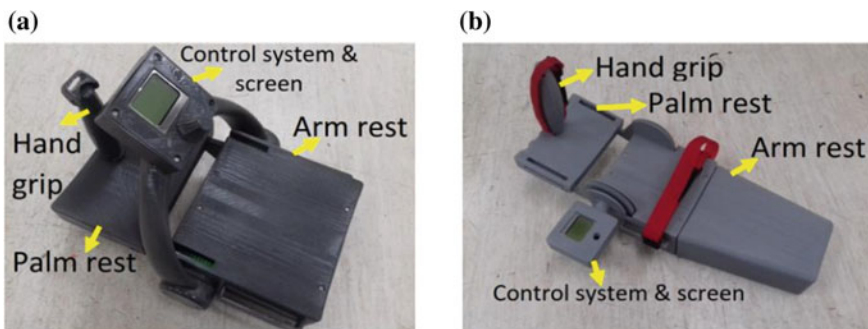 (a)
Control system &
screen
Arm rest
Hand
grip
Palm rest
(b)
Hand grip
Palm rest
Arm rest
Control system & screen